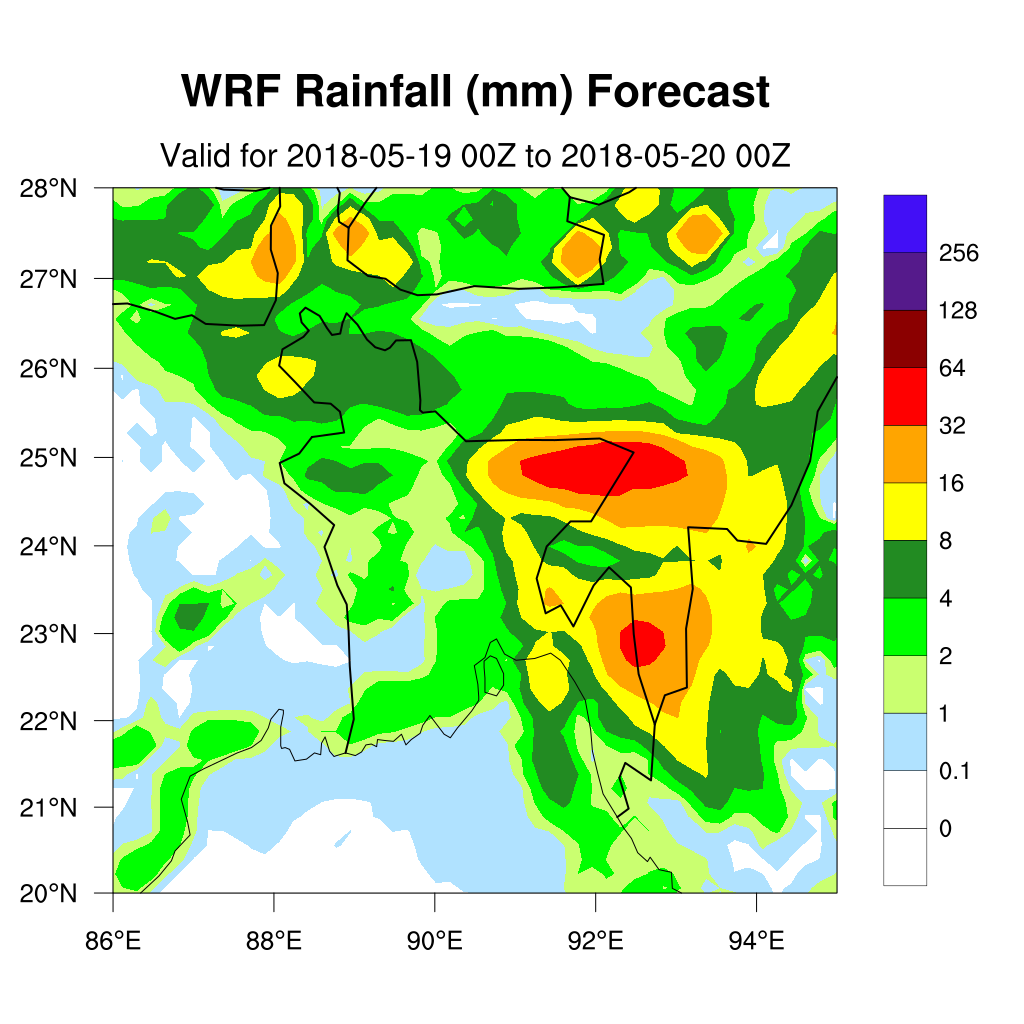 WRF Rainfall (mm) Forecast
Valid for 2018-05-19 00Z to 2018-05-20 00Z
28°N
27°N
26°N
25°N
24°N
23°N
22°N
21°N
20°N
86°E
88°E
90°E
92°E
94°E
256
128
64
32
16
8
4
2
1
0.1
0